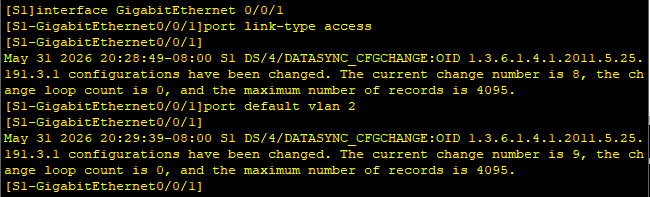 [S1]interface GigabitEthernet 0/0/1
[S1-GigabitEthernet0/0/1]port link-type access
[S1-GigabitEthernet0/0/1]
May 31 2026 20:28:49-08:00 S1 DS/4/DATASYNC_CFGCHANGE:OID 1.3.6.1.4.1.2011.5.25.
191.3.1 configurations have been changed. The current change number is 8, the ch
ange loop count is 0, and the maximum number of records is 4095.
[S1-GigabitEthernet0/0/1]port default vlan 2
[S1-GigabitEthernet0/0/1]
May 31 2026 20:29:39-08:00 S1 DS/4/DATASYNC_CFGCHANGE:OID 1.3.6.1.4.1.2011.5.25.
191.3.1 configurations have been changed. The current change number is 9, the ch
ange loop count is 0, and the maximum number of records is 4095.
[S1-GigabitEthernet0/0/1]